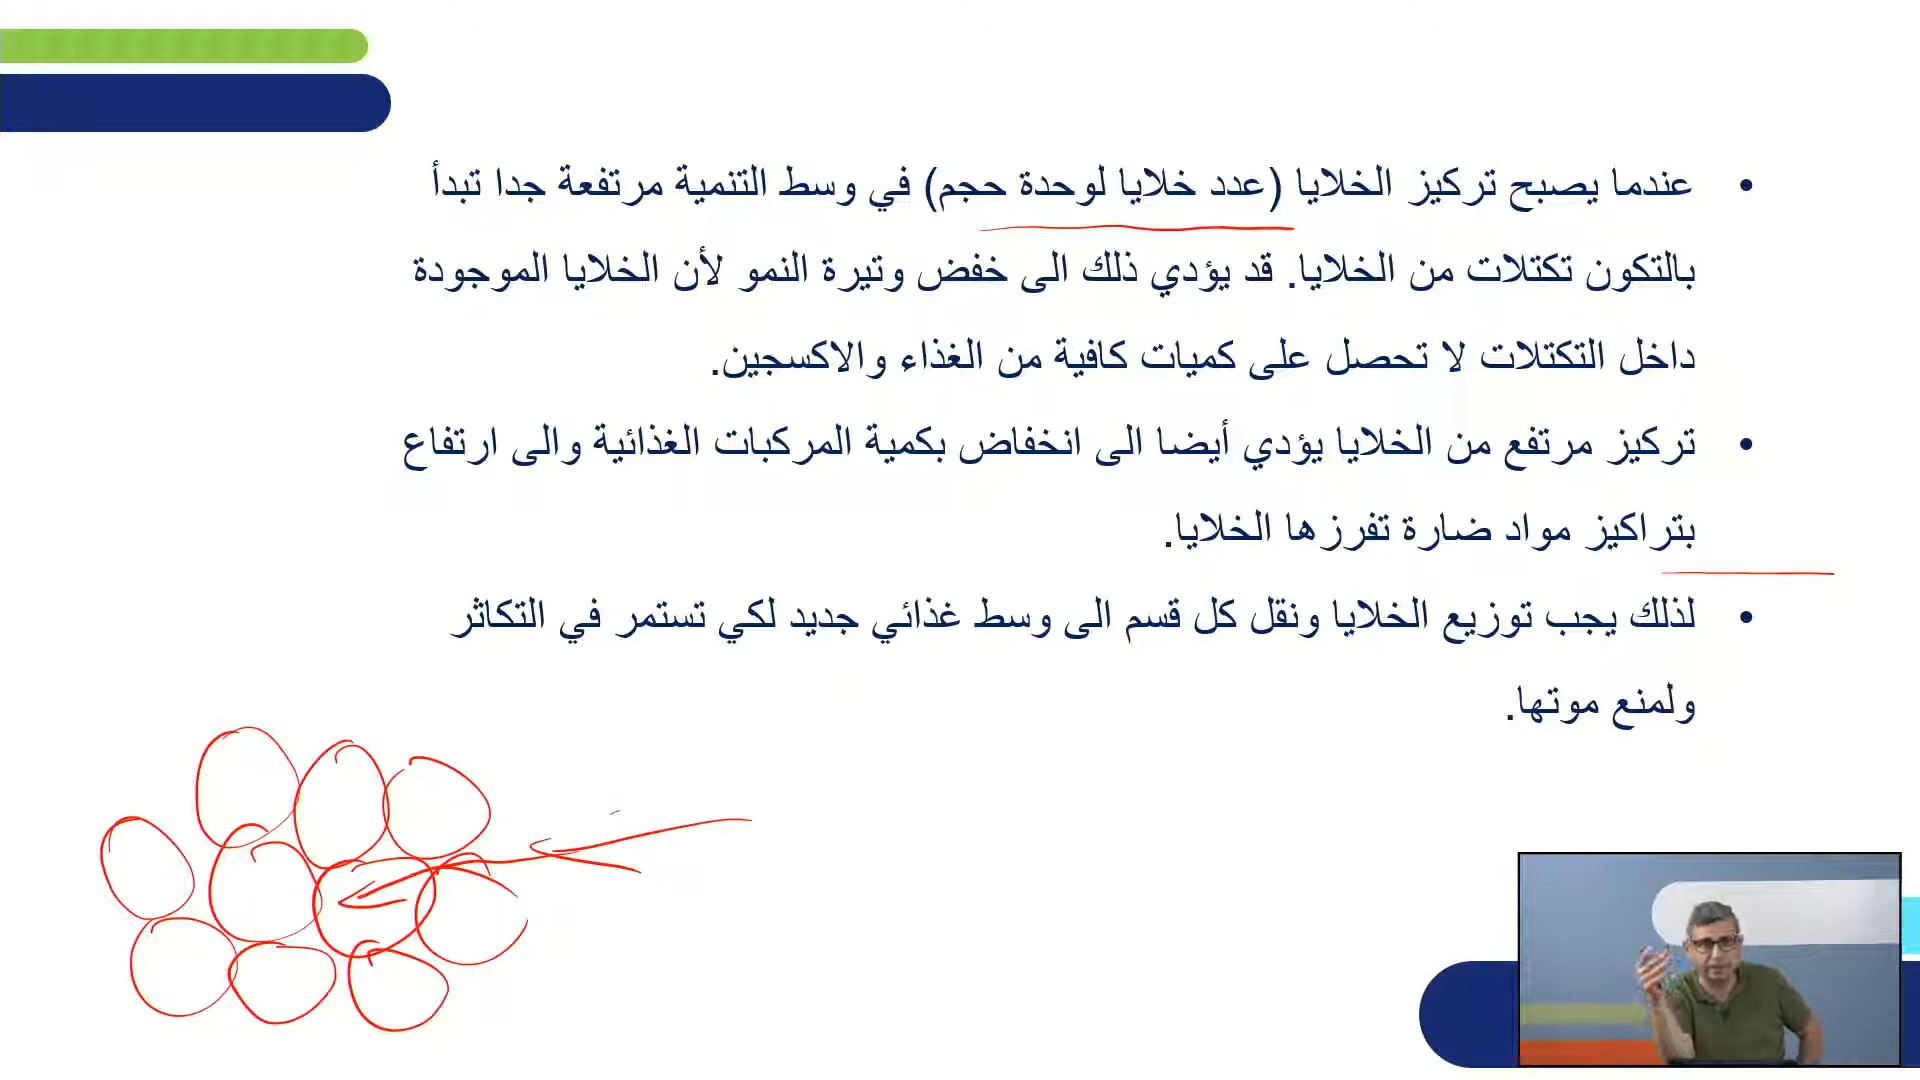 • عندما يصبح تركيز الخلايا (عدد خلايا لوحدة حجم) في وسط التنمية مرتفعة جدا تبدأ
بالتكون تكتلات من الخلايا. قد يؤدي ذلك الى خفض وتيرة النمو لأن الخلايا الموجودة
داخل التكتلات لا تحصل على كميات كافية من الغذاء والاكسجين.
• تركيز مرتفع من الخلايا يؤدي أيضا الى انخفاض بكمية المركبات الغذائية والى ارتفاع
بتراكيز مواد ضارة تفرزها الخلايا.
• لذلك يجب توزيع الخلايا ونقل كل قسم الى وسط غذائي جديد لكي تستمر في التكاثر
ولمنع موتها.